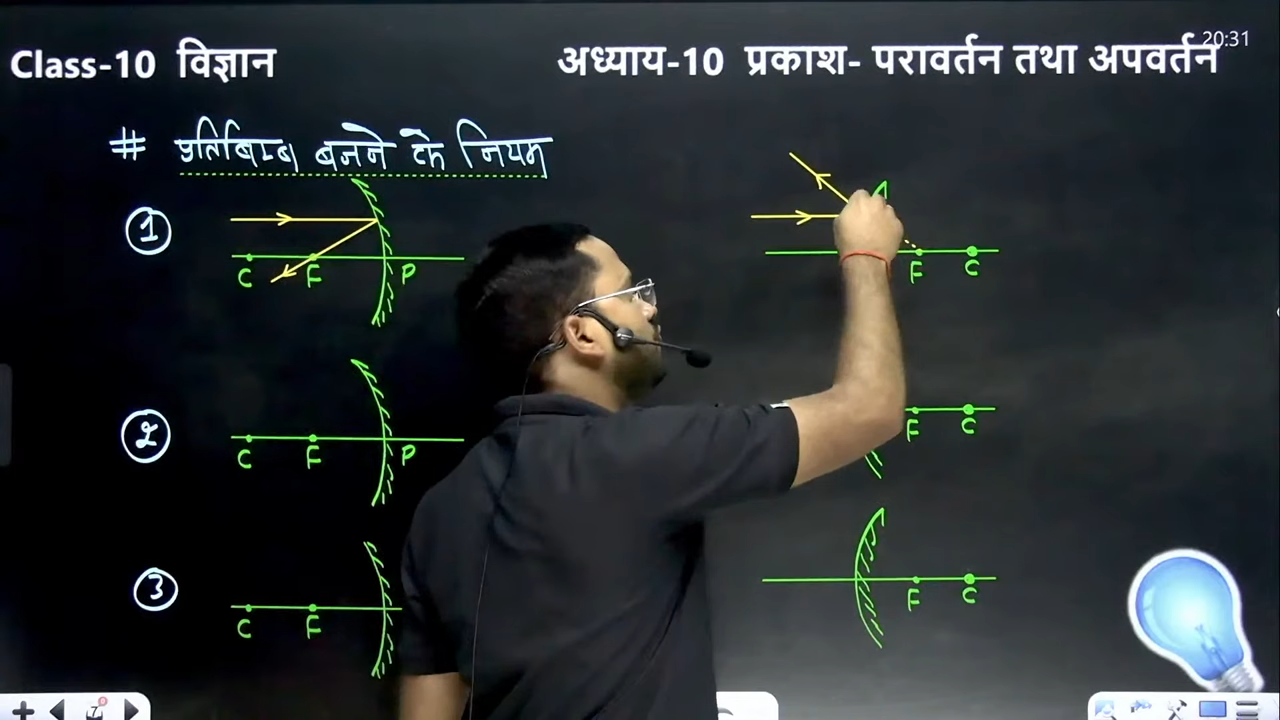 Class-10 विज्ञान
अध्याय-10 प्रकाश- परावर्तन तथा अपवर्तन
20:31
# प्रतिबिम्ब बनने के नियम
1
C F P
F C
2
C F P
F C
3
C F
F C
7